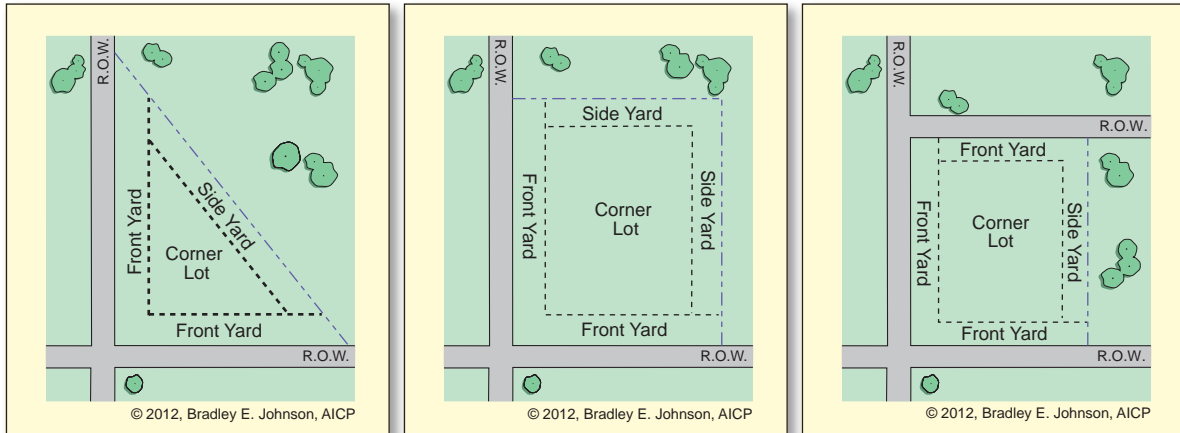 R.O.W.
Front Yard
Side Yard
Corner
Lot
Front Yard
R.O.W.
© 2012, Bradley E. Johnson, AICP
R.O.W.
Side Yard
Front Yard
Corner
Lot
Side Yard
Front Yard
R.O.W.
© 2012, Bradley E. Johnson, AICP
R.O.W.
R.O.W.
Front Yard
Front Yard
Corner
Lot
Side Yard
Front Yard
R.O.W.
© 2012, Bradley E. Johnson, AICP